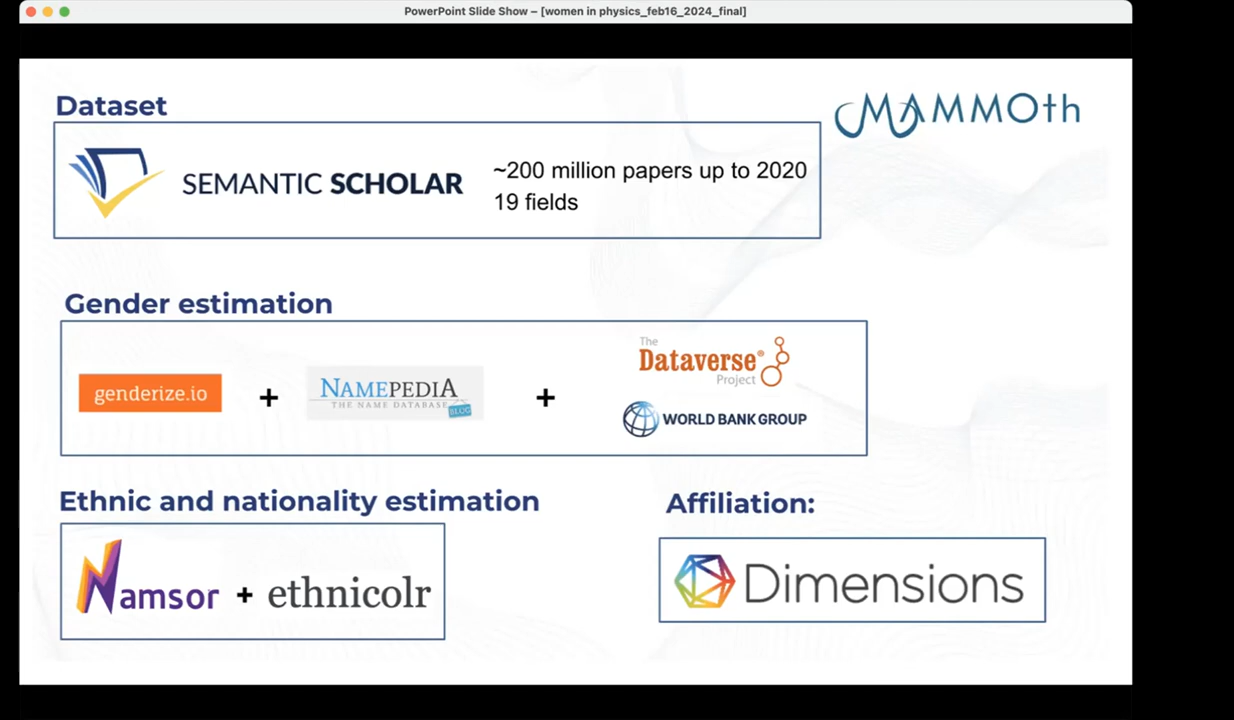 PowerPoint Slide Show – [women in physics_feb16_2024_final]
MAMMOth
Dataset
SEMANTIC SCHOLAR
~200 million papers up to 2020
19 fields
Gender estimation
genderize.io
+
NAMEPEDIA
THE NAME DATABASE
BLOG
+
The
Dataverse®
Project
WORLD BANK GROUP
Ethnic and nationality estimation
Namsor + ethnicolr
Affiliation:
Dimensions